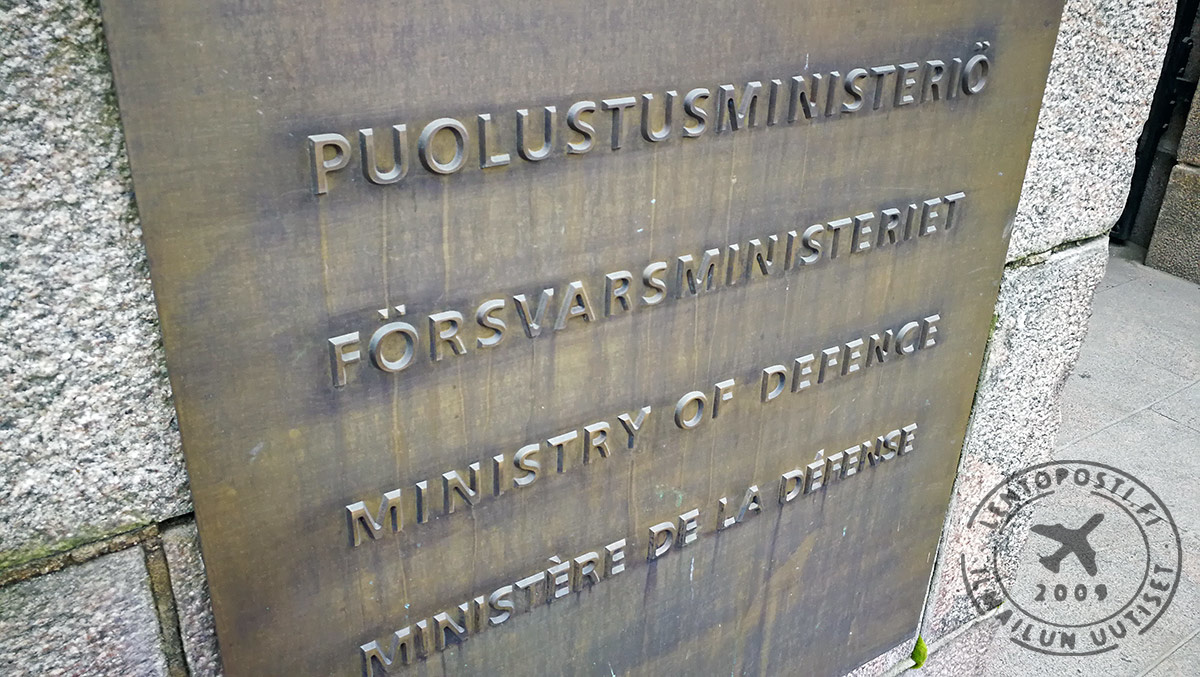 PUOLUSTUSMINISTERIÖ
FÖRSVARSMINISTERIET
MINISTRY OF DEFENCE
MINISTÈRE DE LA DÉFENSE
LENTOPOSTI.FI
2009
ILMAILUN UUTISET